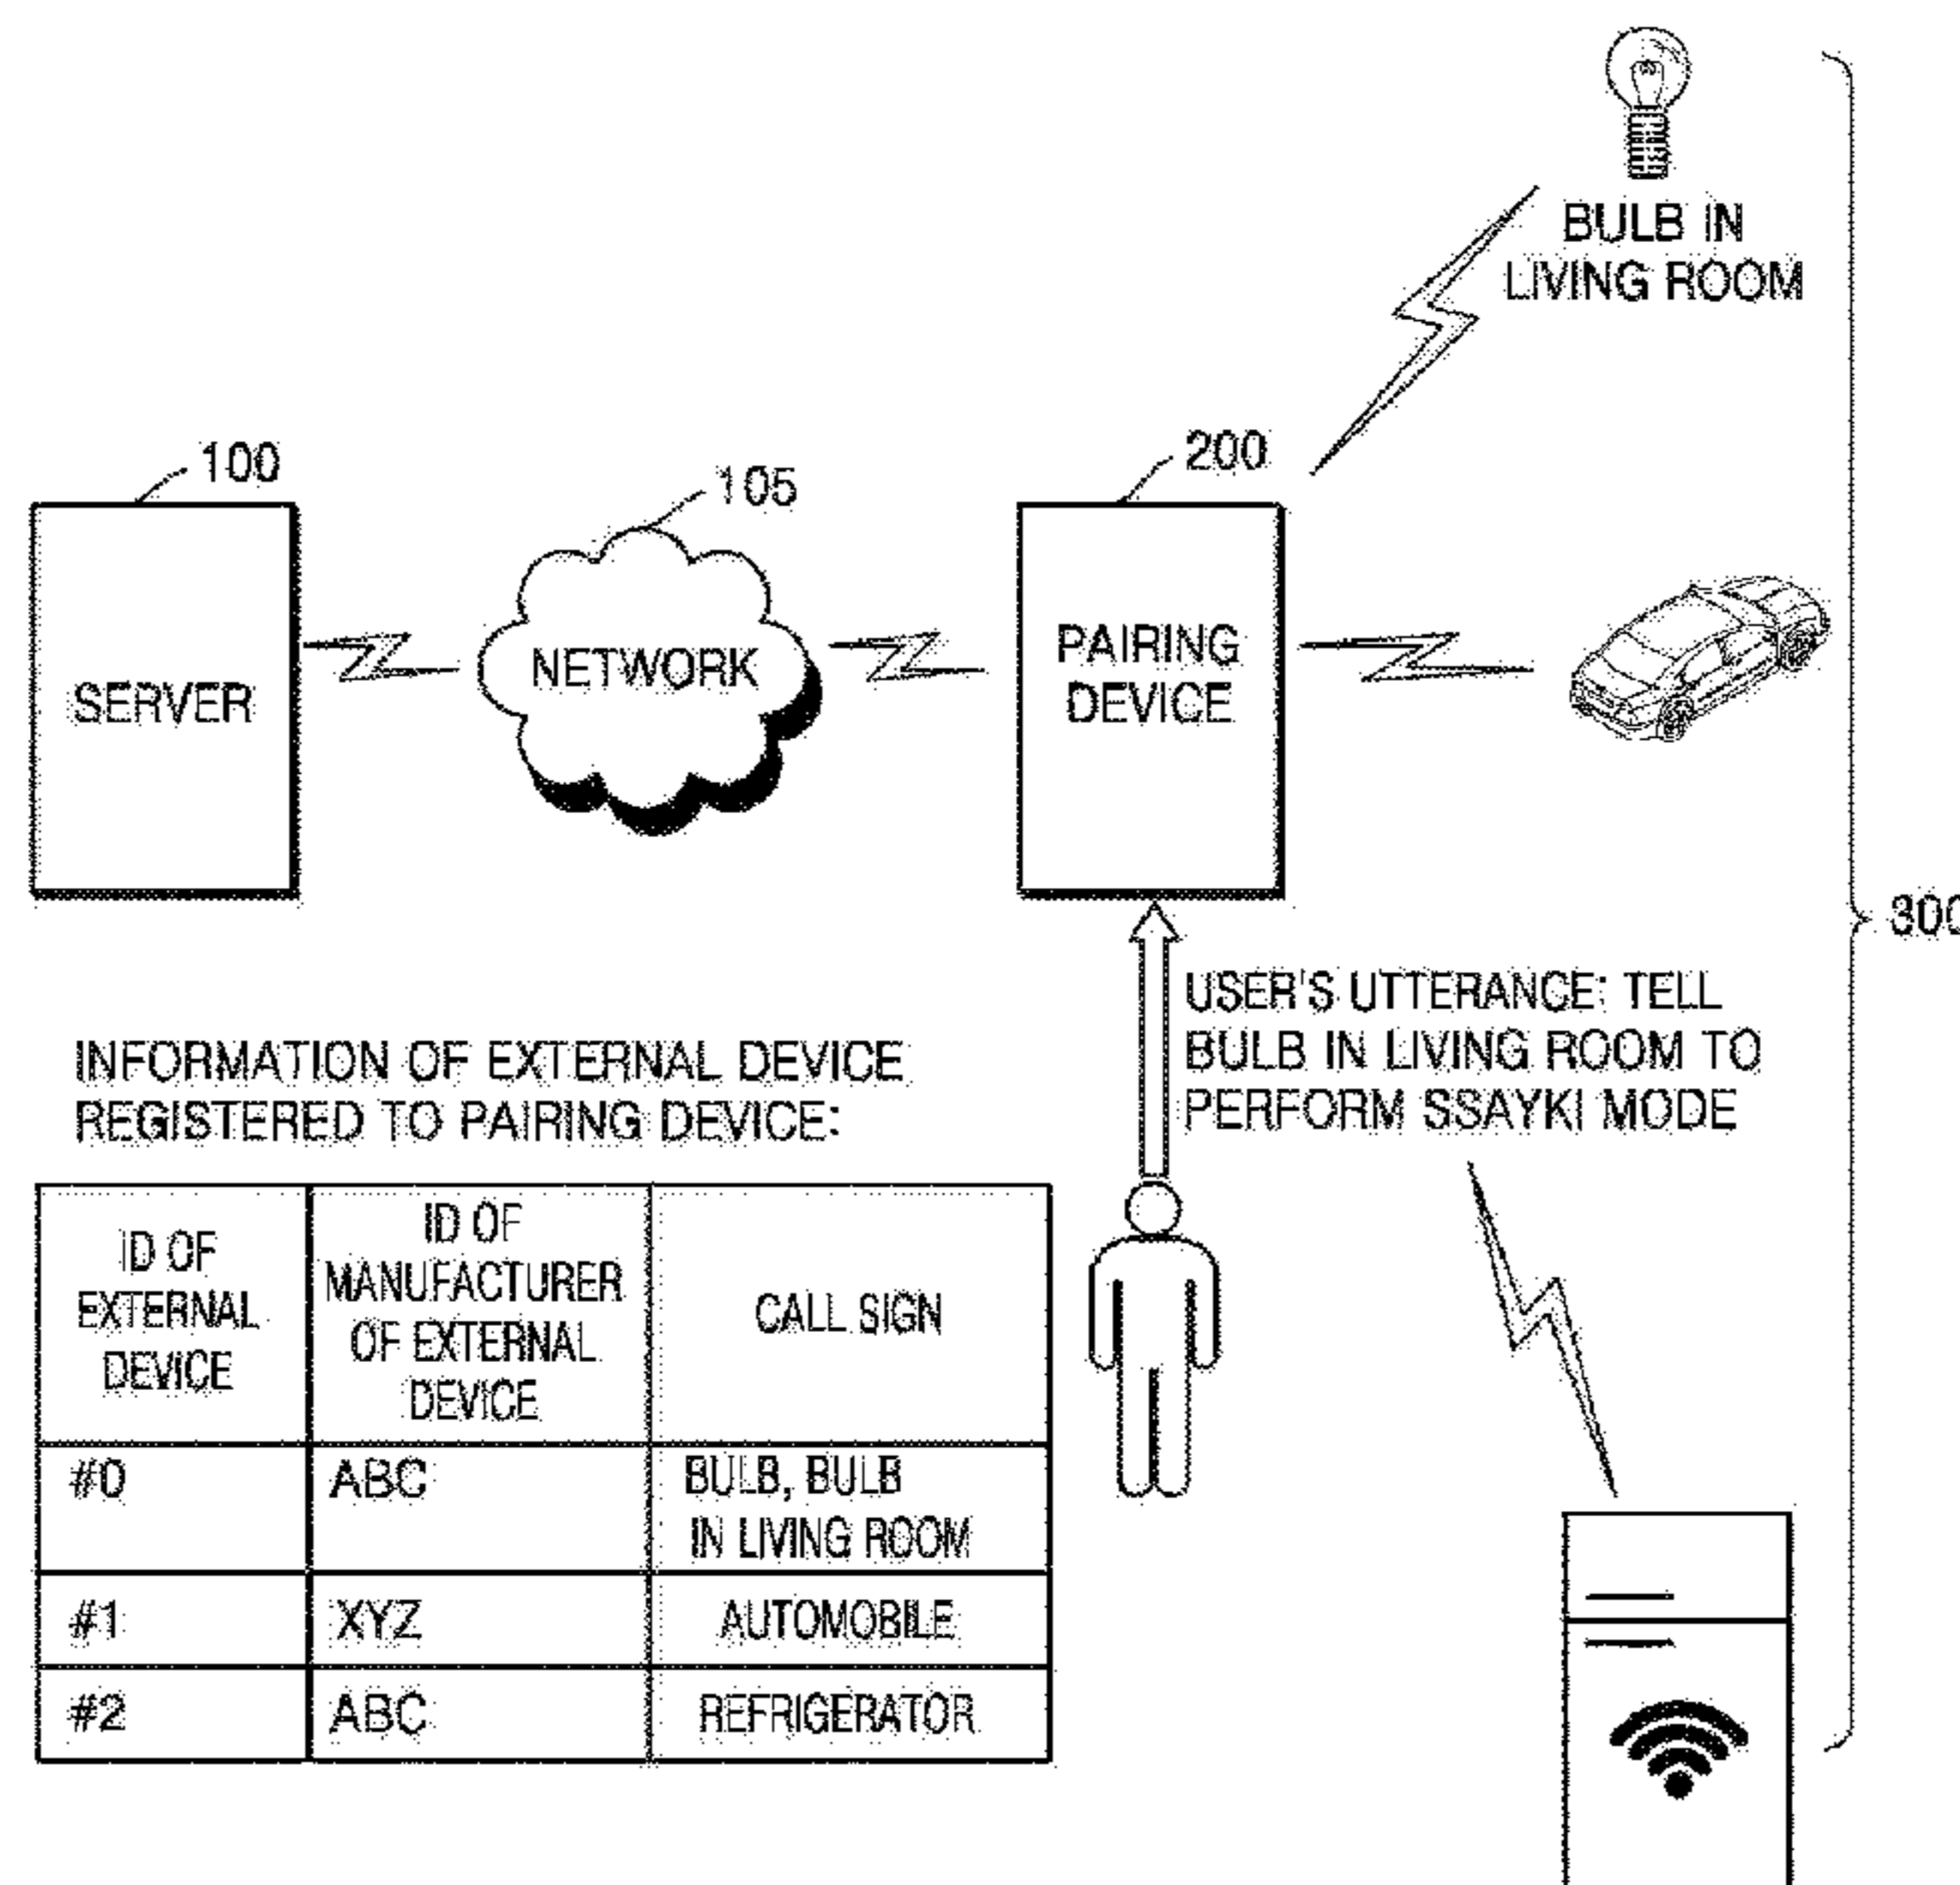 BULB IN
LIVING ROOM
100
105
200
SERVER
NETWORK
PAIRING
DEVICE
300
USER'S UTTERANCE: TELL
BULB IN LIVING ROOM TO
PERFORM SSAYKI MODE
INFORMATION OF EXTERNAL DEVICE
REGISTERED TO PAIRING DEVICE:
ID OF
EXTERNAL
DEVICE
ID OF
MANUFACTURER
OF EXTERNAL
DEVICE
CALL SIGN
#0
ABC
BULB, BULB
IN LIVING ROOM
#1
XYZ
AUTOMOBILE
#2
ABC
REFRIGERATOR